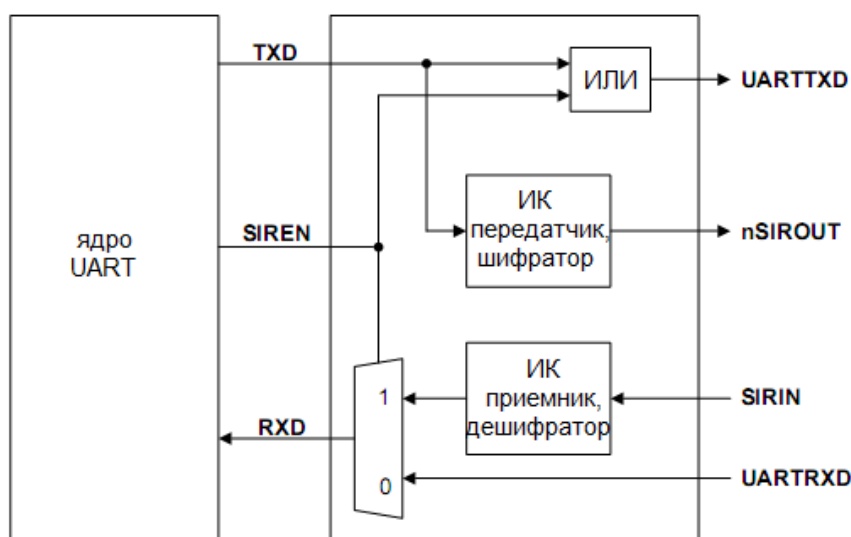 TXD
ИЛИ
UARTTXD
ядро
UART
SIREN
ИК
передатчик,
шифратор
nSIROUT
1
ИК
приемник,
дешифратор
SIRIN
RXD
0
UARTRXD